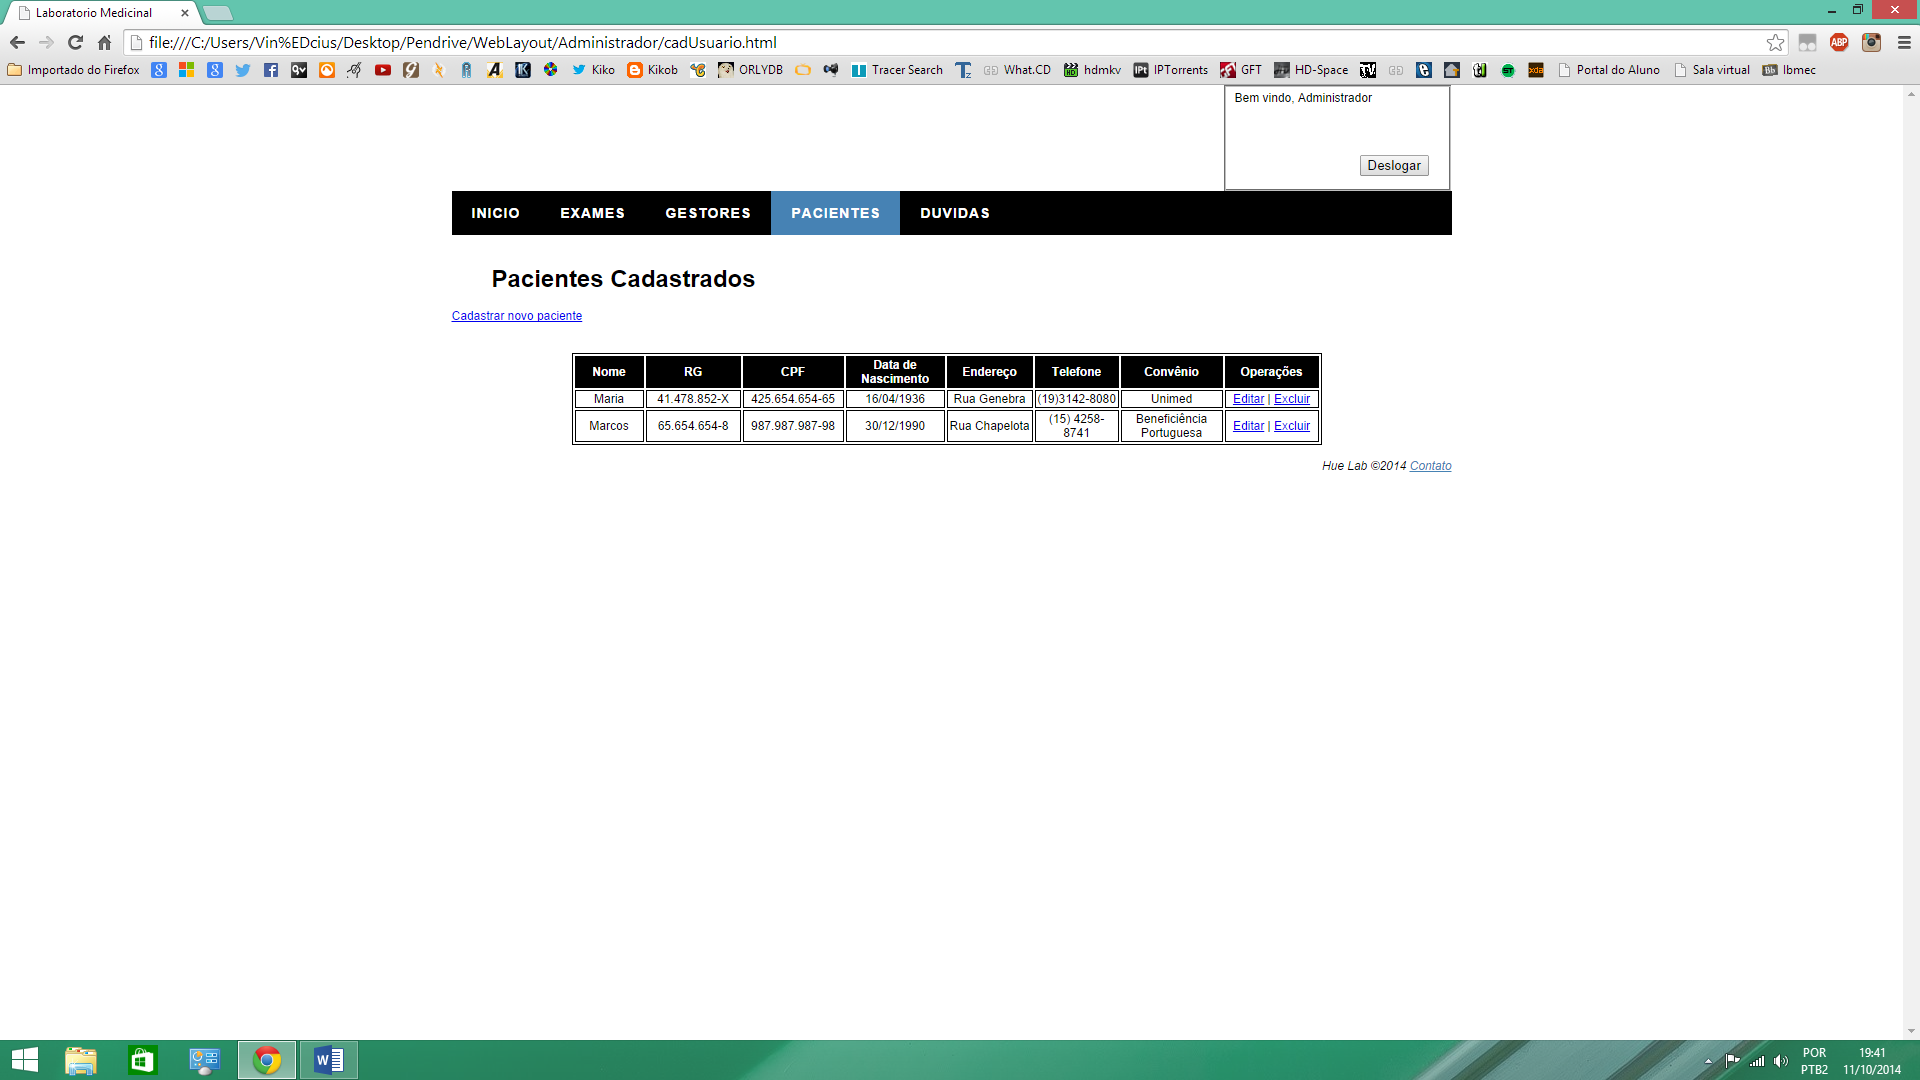 Laboratorio Medicinal
file:///C:/Users/Vin%EDcius/Desktop/Pendrive/WebLayout/Administrador/cadUsuario.html
ABP
Importado do Firefox Kiko Kikob ORLYDB Tracer Search What.CD hdmkv IPTorrents GFT HD-Space Portal do Aluno Sala virtual Ibmec
Bem vindo, Administrador
Deslogar
INICIO EXAMES GESTORES PACIENTES DUVIDAS
Pacientes Cadastrados
Cadastrar novo paciente
Nome RG CPF Data de Nascimento Endereço Telefone Convênio Operações
Maria 41.478.852-X 425.654.654-65 16/04/1936 Rua Genebra (19)3142-8080 Unimed Editar | Excluir
Marcos 65.654.654-8 987.987.987-98 30/12/1990 Rua Chapelota (15) 4258-8741 Beneficiência Portuguesa Editar | Excluir
Hue Lab ©2014 Contato
POR 19:41
PTB2 11/10/2014